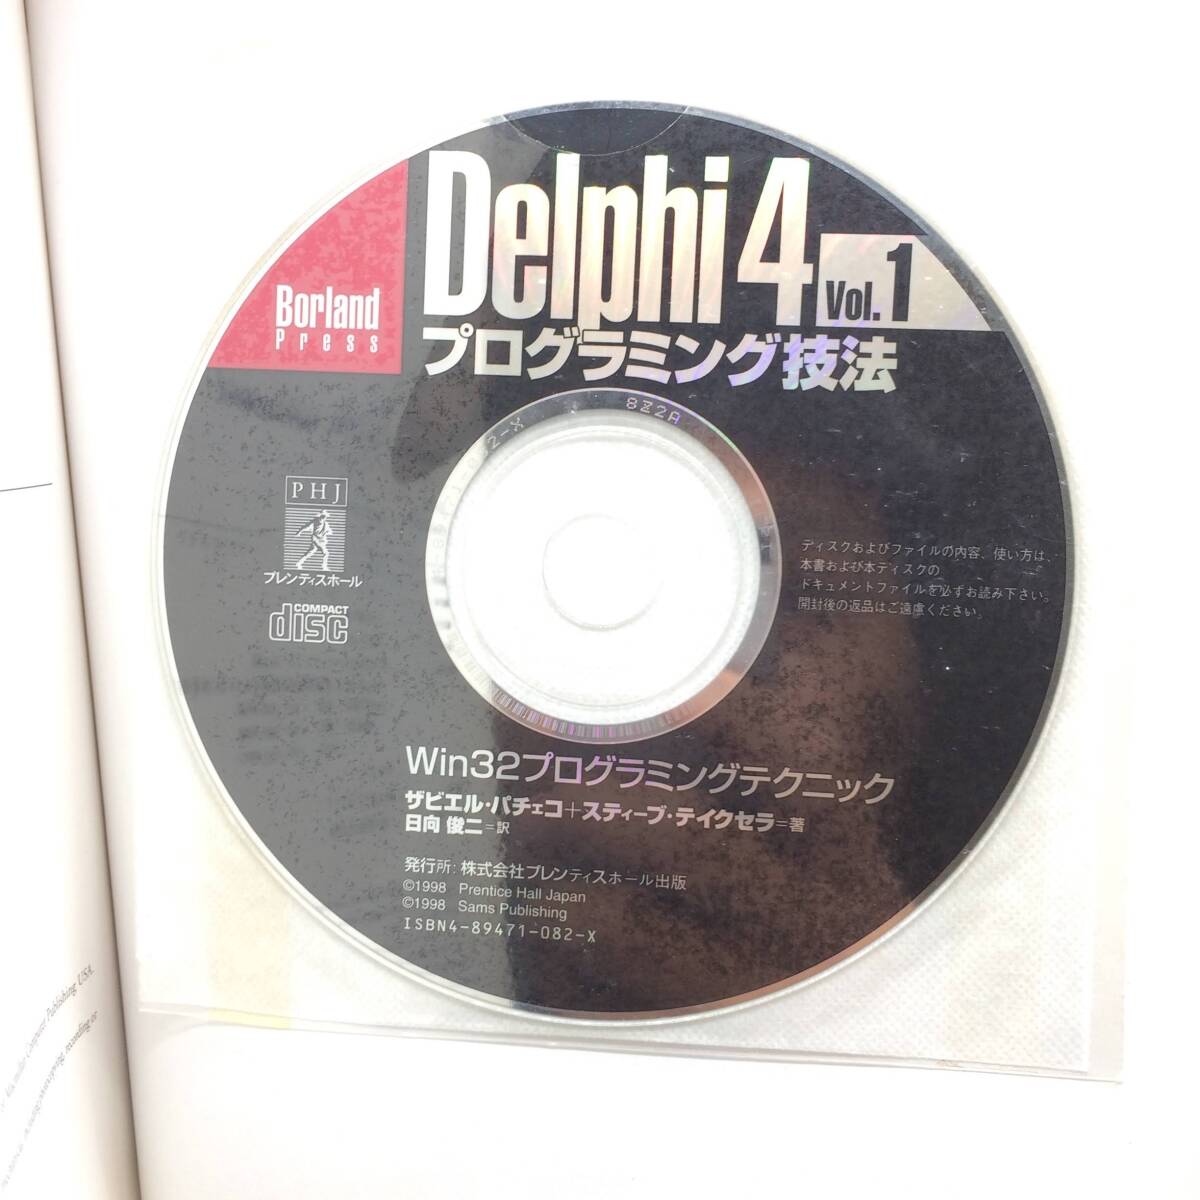 Delphi 4 Vol.1
プログラミング技法
Borland
Press
8Z2A
2-X
PHJ
プレンティスホール
COMPACT
disc
ディスクおよびファイルの内容、使い方は、
本書および本ディスクの
ドキュメントファイルを必ずお読み下さい。
開封後の返品はご遠慮ください。
Win32プログラミングテクニック
ザビエル・パチェコ+スティーブ・テイクセラ=著
日向 俊二=訳
発行所: 株式会社プレンティスホール出版
©1998 Prentice Hall Japan
©1998 Sams Publishing
ISBN4-89471-082-X
Computer Publishing USA.
photocopying, recording or